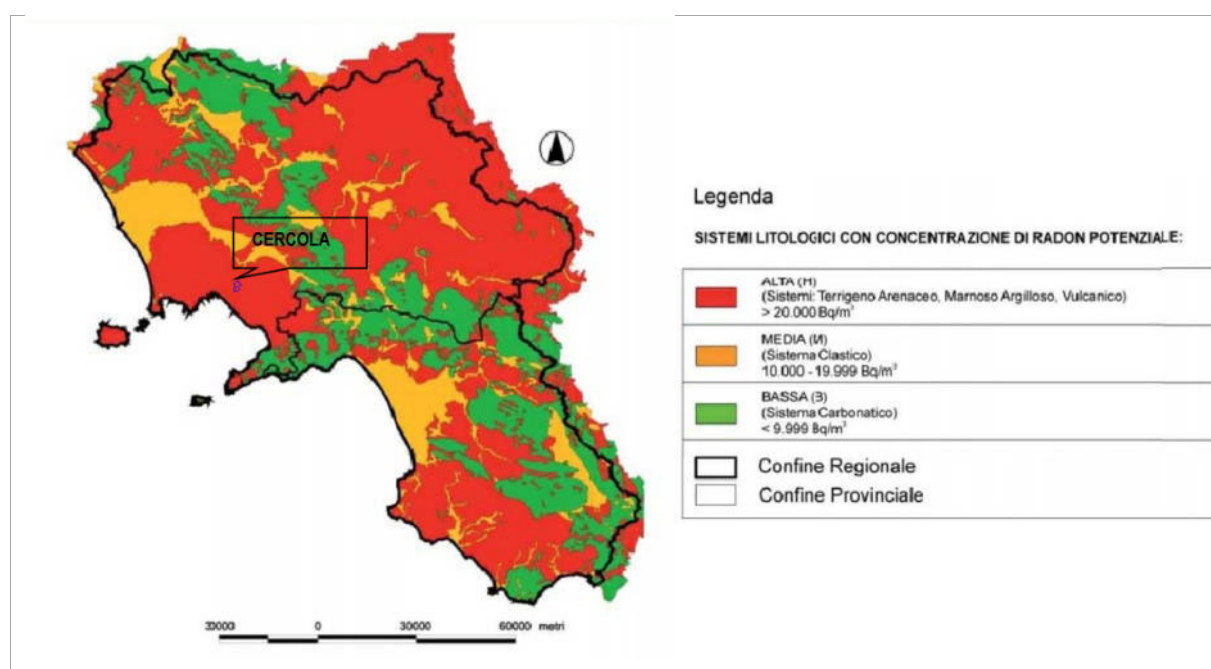 CERCOLA
30000 0 30000 60000 metri
Legenda
SISTEMI LITOLOGICI CON CONCENTRAZIONE DI RADON POTENZIALE:
ALTA (H)
(Sistemi: Terrigeno Arenaceo, Marnoso Argilloso, Vulcanico)
> 20.000 Bq/m³
MEDIA (M)
(Sistema Clastico)
10.000 - 19.999 Bq/m³
BASSA (B)
(Sistema Carbonatico)
< 9.999 Bq/m³
Confine Regionale
Confine Provinciale